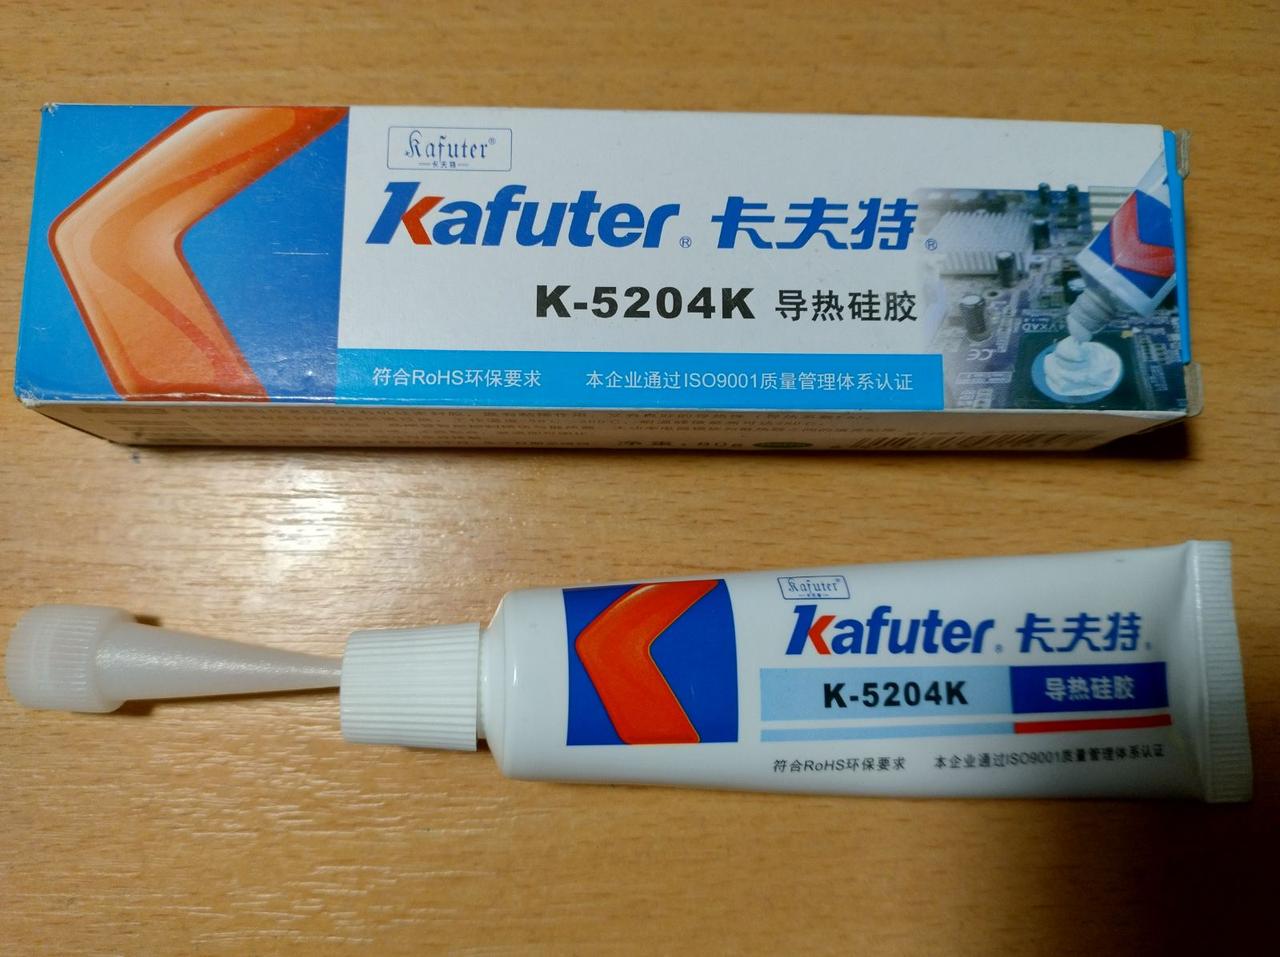 Kafuter®
卡夫特
Kafuter® 卡夫特®
K-5204K 导热硅胶
符合RoHS环保要求 本企业通过ISO9001质量管理体系认证
净重:80g
Kafuter®
Kafuter® 卡夫特®
K-5204K 导热硅胶
符合RoHS环保要求 本企业通过ISO9001质量管理体系认证